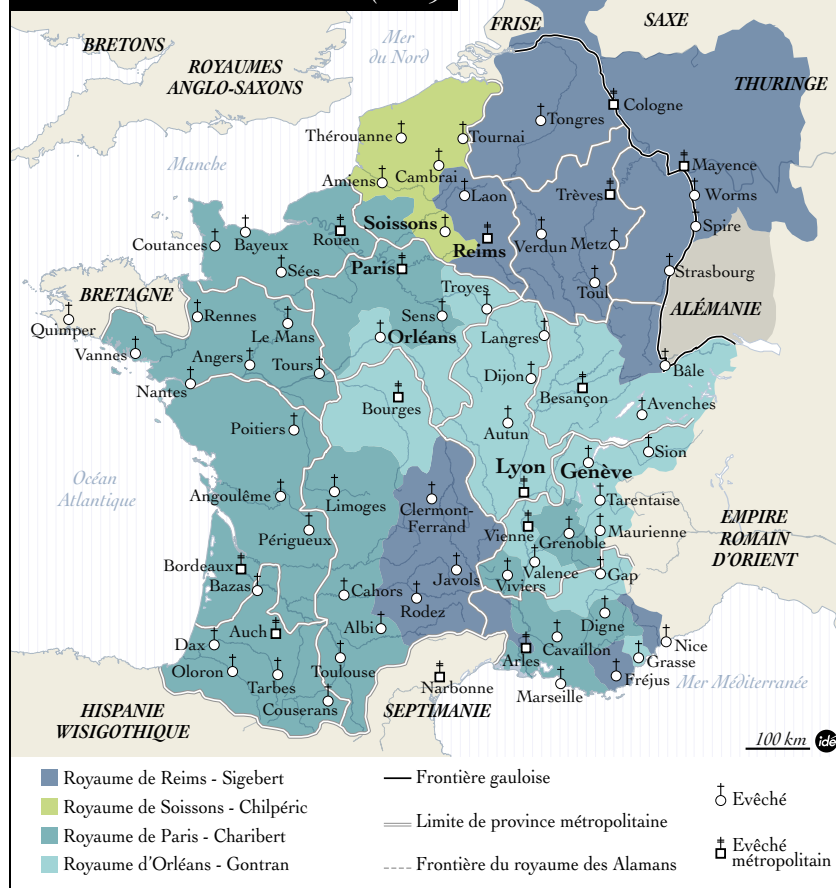 FRISE
SAXE
BRETONS
Mer
du Nord
ROYAUMES
ANGLO-SAXONS
THURINGE
Cologne
Tongres
Thérouanne
Tournai
Manche
Mayence
Amiens
Cambrai
Laon
Trèves
Worms
Soissons
Spire
Rouen
Reims
Verdun
Metz
Coutances
Bayeux
Sées
Paris
Strasbourg
Troyes
Toul
BRETAGNE
ALÉMANIE
Quimper
Rennes
Le Mans
Sens
Orléans
Langres
Vannes
Angers
Tours
Dijon
Bâle
Nantes
Bourges
Besançon
Avenches
Poitiers
Autun
Sion
Lyon
Genève
Océan
Atlantique
Angoulême
Limoges
Clermont-
Ferrand
Tarentaise
Périgueux
Vienne
Grenoble
Maurienne
EMPIRE
ROMAIN
D'ORIENT
Bordeaux
Bazas
Cahors
Javols
Rodez
Valence
Viviers
Gap
Auch
Albi
Digne
Dax
Cavaillon
Nice
Oloron
Tarbes
Toulouse
Arles
Grasse
Couserans
Narbonne
Marseille
Fréjus
Mer Méditerranée
HISPANIE
WISIGOTHIQUE
SEPTIMANIE
100 km
idé
Royaume de Reims - Sigebert
Royaume de Soissons - Chilpéric
Royaume de Paris - Charibert
Royaume d'Orléans - Gontran
Frontière gauloise
Limite de province métropolitaine
Frontière du royaume des Alamans
Evêché
Evêché
métropolitain